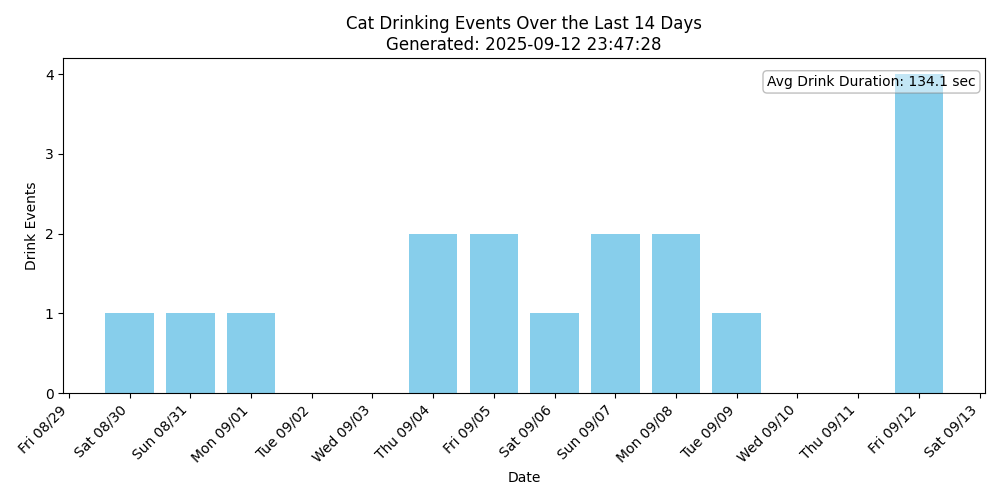 Cat Drinking Events Over the Last 14 Days
Generated: 2025-09-12 23:47:28
Avg Drink Duration: 134.1 sec
Drink Events
4
3
2
1
0
Fri 08/29
Sat 08/30
Sun 08/31
Mon 09/01
Tue 09/02
Wed 09/03
Thu 09/04
Fri 09/05
Sat 09/06
Sun 09/07
Mon 09/08
Tue 09/09
Wed 09/10
Thu 09/11
Fri 09/12
Sat 09/13
Date